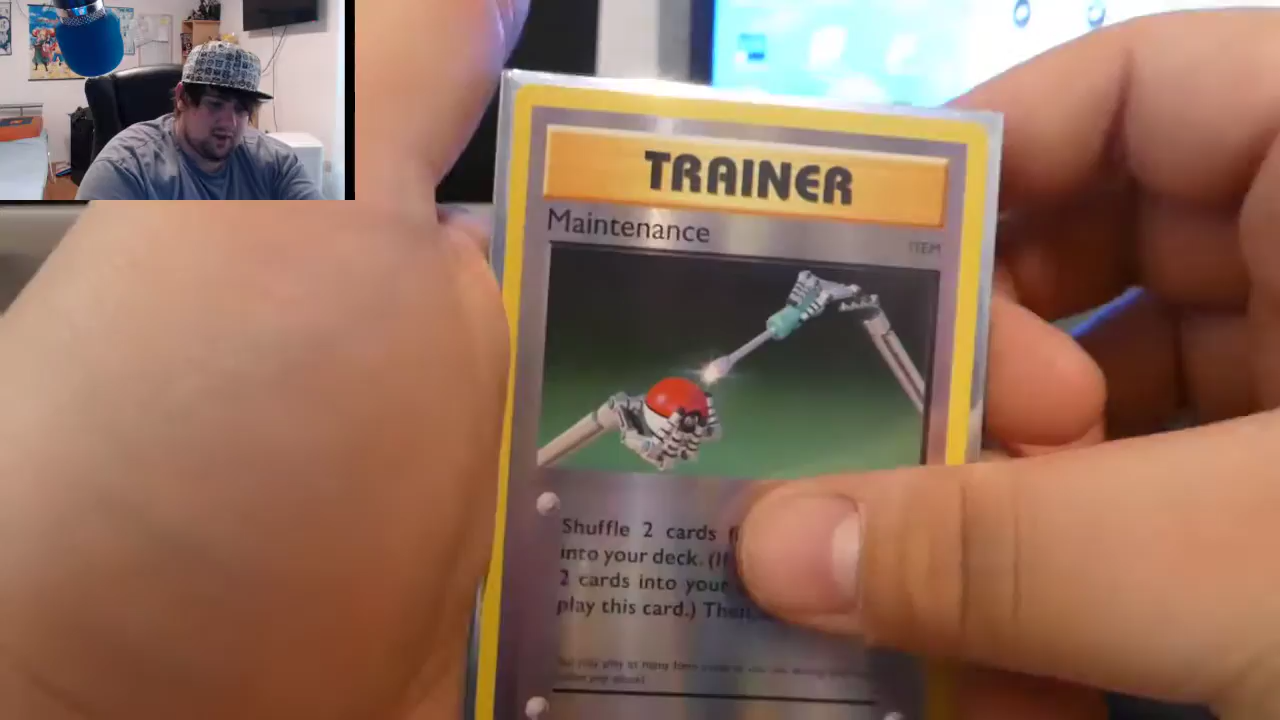 TRAINER
Maintenance
ITEM
Shuffle 2 cards
into your deck. (If
2 cards into your
play this card.) Then,